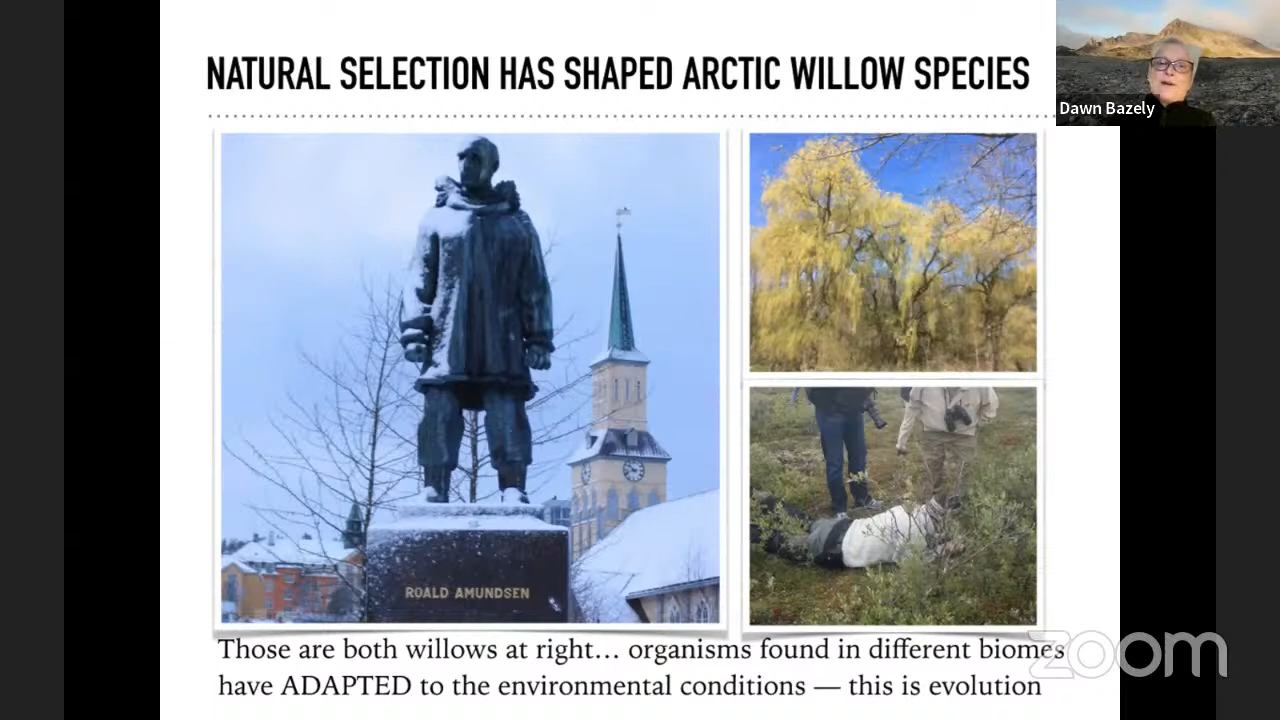 NATURAL SELECTION HAS SHAPED ARCTIC WILLOW SPECIES
Dawn Bazely
ROALD AMUNDSEN
Those are both willows at right… organisms found in different biomes
have ADAPTED to the environmental conditions — this is evolution
zoom